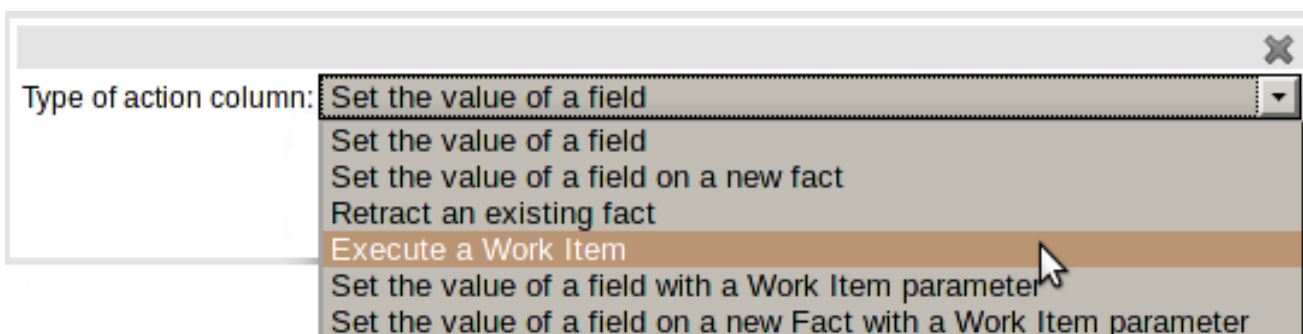 Type of action column: Set the value of a field
Set the value of a field
Set the value of a field on a new fact
Retract an existing fact
Execute a Work Item
Set the value of a field with a Work Item parameter
Set the value of a field on a new Fact with a Work Item parameter